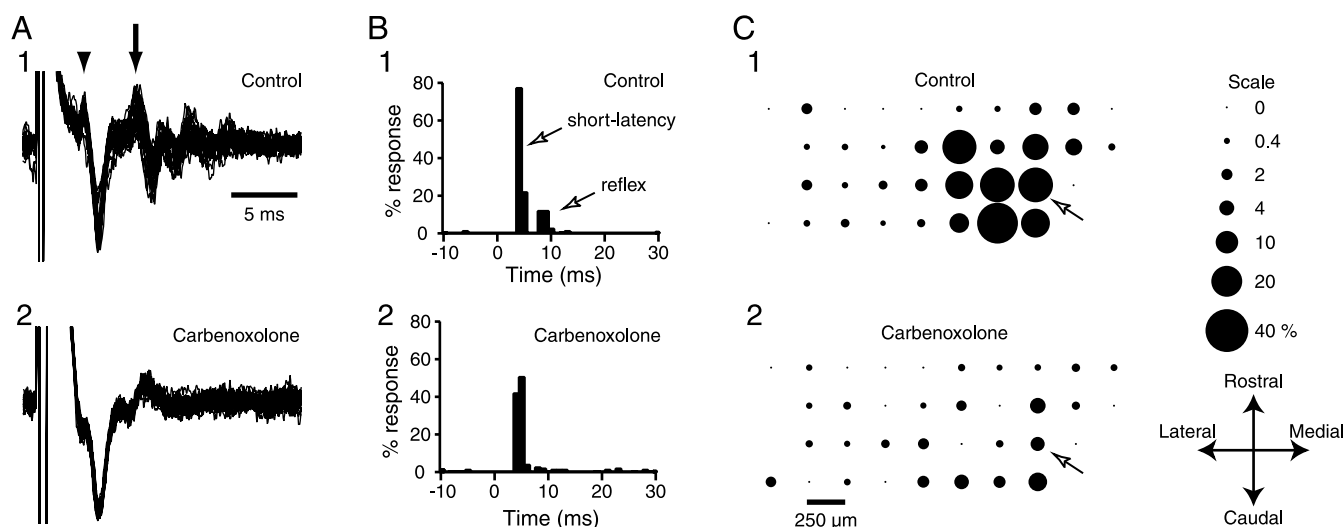 A
1
Control
5 ms
2
Carbenoxolone
B
1
Control
% response
80
60
40
20
0
short-latency
reflex
-10
0
10
20
30
Time (ms)
2
Carbenoxolone
% response
80
60
40
20
0
-10
0
10
20
30
Time (ms)
C
1
Control
2
Carbenoxolone
250 µm
Scale
0
0.4
2
4
10
20
40 %
Rostral
Lateral
Medial
Caudal